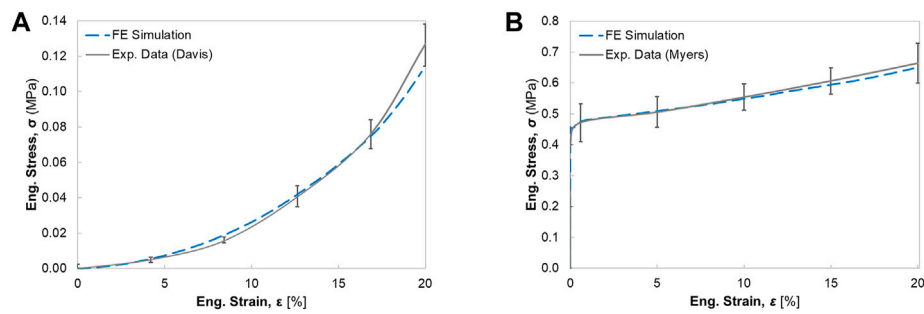 A
FE Simulation
Exp. Data (Davis)
Eng. Stress, σ (MPa)
0.14
0.12
0.10
0.08
0.06
0.04
0.02
0.00
0 5 10 15 20
Eng. Strain, ε [%]
B
FE Simulation
Exp. Data (Myers)
Eng. Stress, σ (MPa)
0.8
0.7
0.6
0.5
0.4
0.3
0.2
0.1
0.0
0 5 10 15 20
Eng. Strain, ε [%]